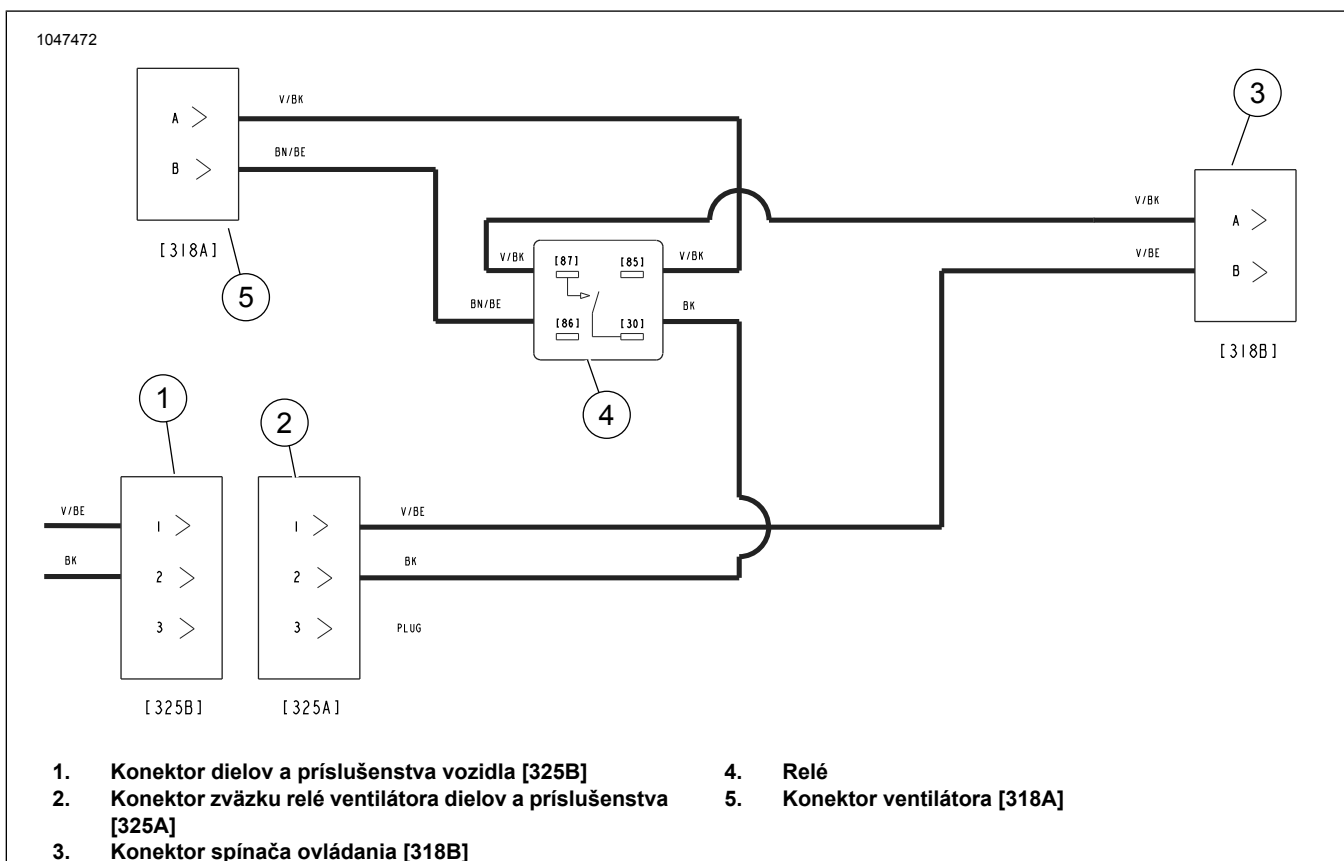 1047472
V/BK
A
BN/BE
B
[318A]
5
3
V/BK
A
V/BE
B
[318B]
V/BK
[87]
[85]
V/BK
BN/BE
[86]
[30]
BK
4
1
2
V/BE
1
BK
2
3
[325B]
1
V/BE
2
BK
3
PLUG
[325A]
1. Konektor dielov a príslušenstva vozidla [325B]
2. Konektor zväzku relé ventilátora dielov a príslušenstva
[325A]
3. Konektor spínača ovládania [318B]
4. Relé
5. Konektor ventilátora [318A]